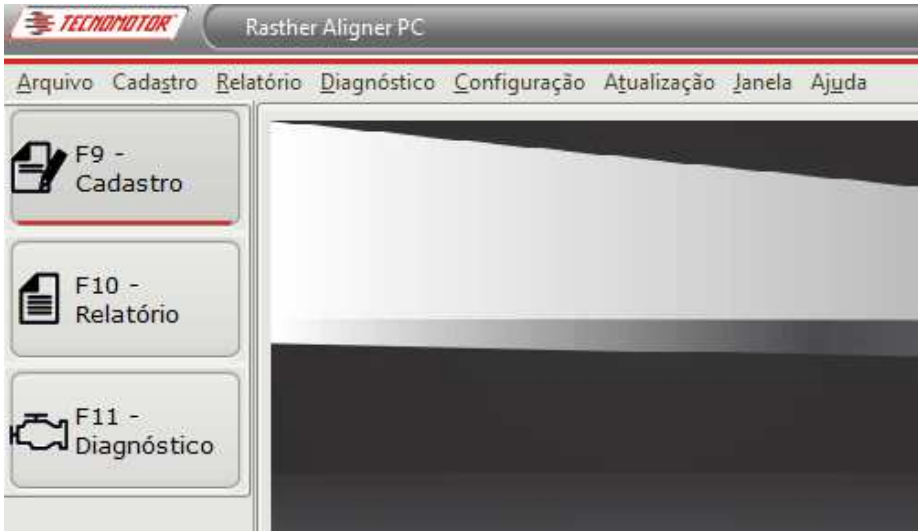 TECNOMOTOR
Rasther Aligner PC
Arquivo Cadastro Relatório Diagnóstico Configuração Atualização Janela Ajuda
F9 -
Cadastro
F10 -
Relatório
F11 -
Diagnóstico